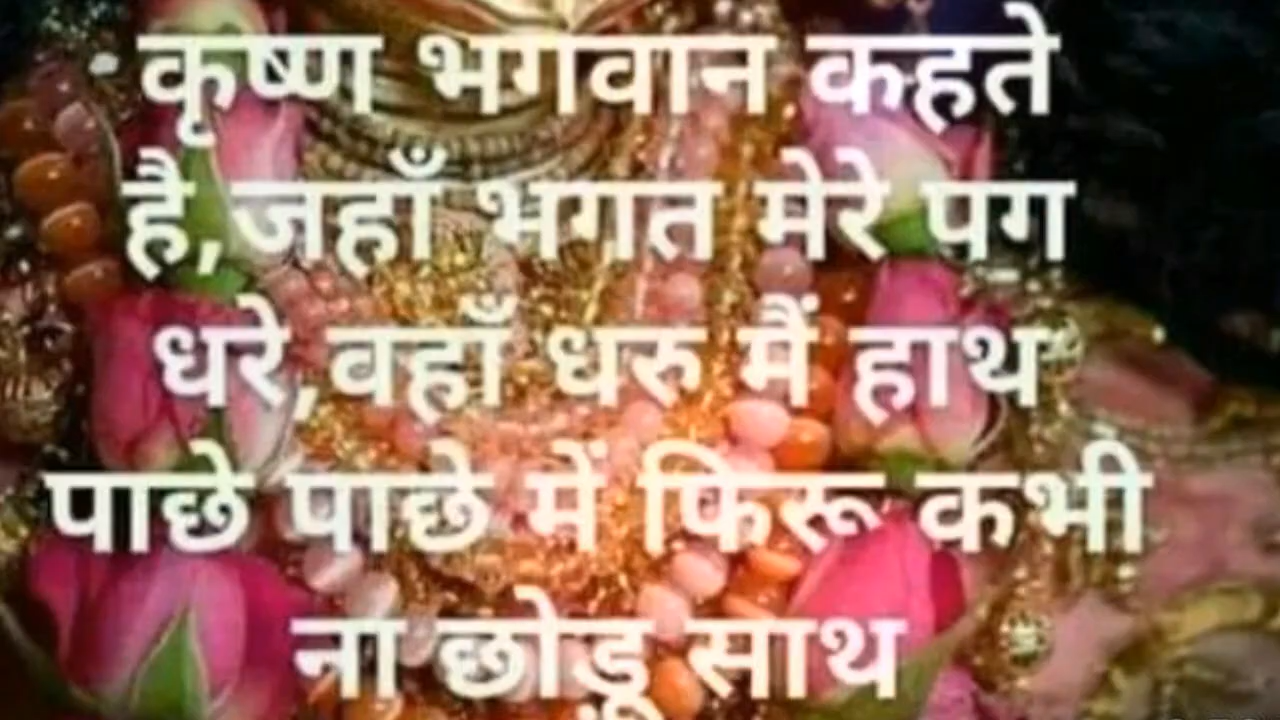 कृष्ण भगवान कहते
है,जहाँ भगत मेरे पग
धरे,वहाँ धरु मैं हाथ
पाछे पाछे में फिरू कभी
ना छोडू साथ